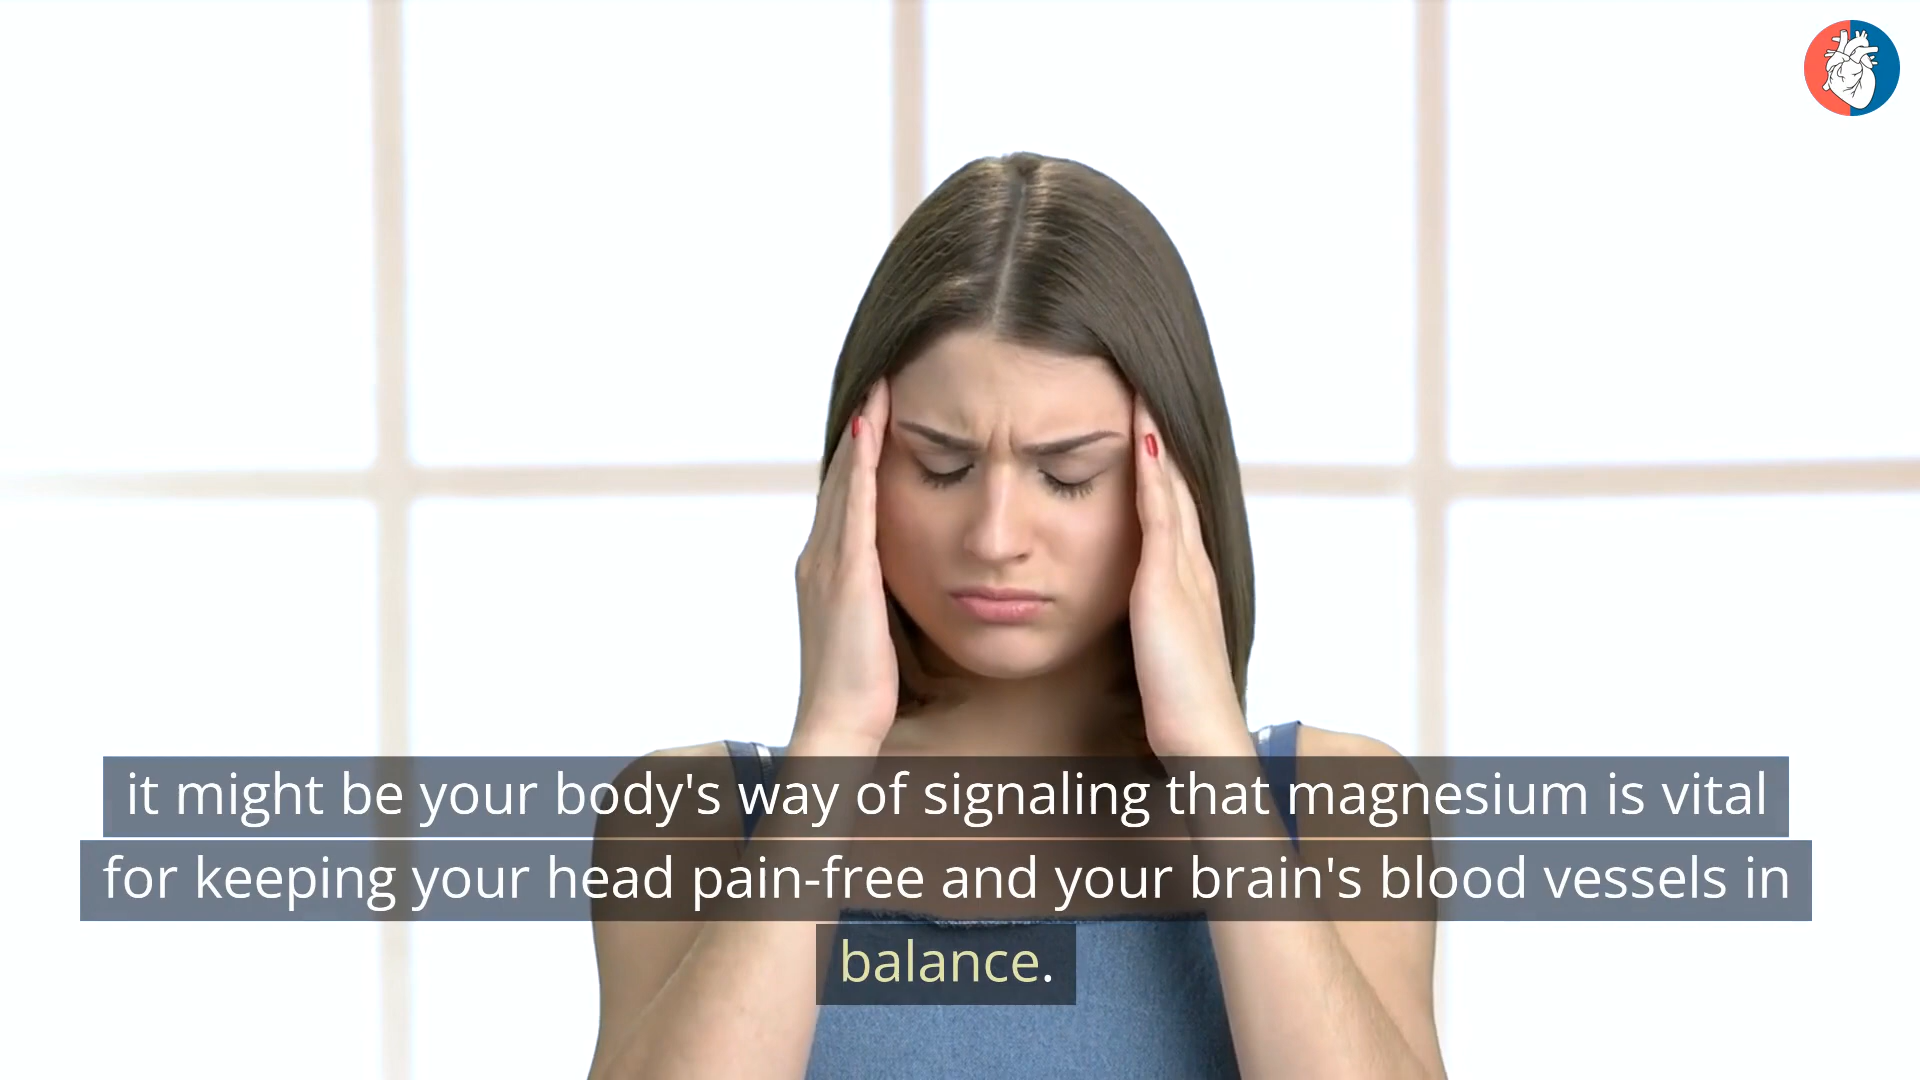 it might be your body's way of signaling that magnesium is vital
for keeping your head pain-free and your brain's blood vessels in
balance.